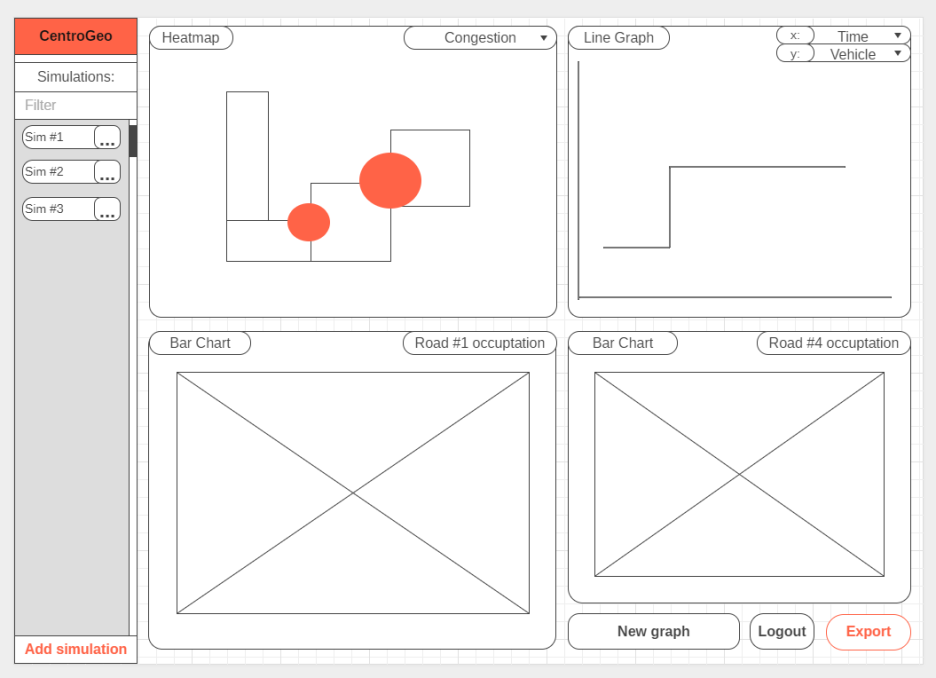 CentroGeo
Simulations:
Filter
Sim #1 ...
Sim #2 ...
Sim #3 ...
Add simulation
Heatmap
Congestion
Line Graph
x: Time
y: Vehicle
Bar Chart
Road #1 occuptation
Bar Chart
Road #4 occuptation
New graph
Logout
Export